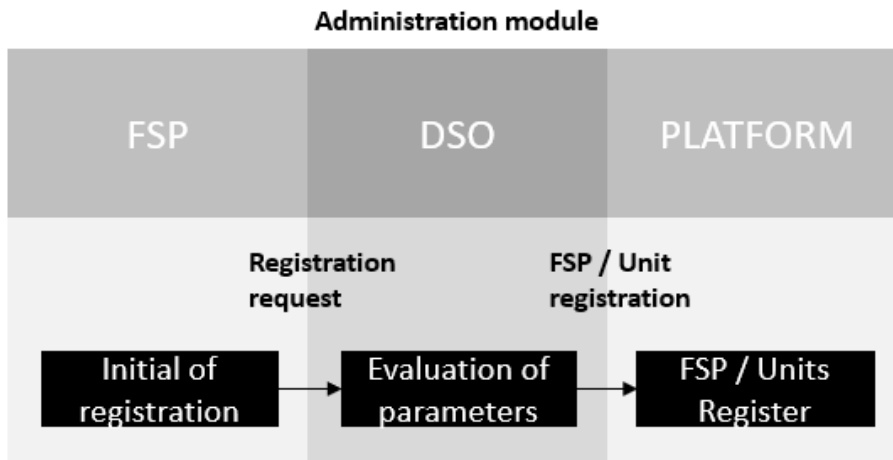 Administration module
FSP
DSO
PLATFORM
Registration
request
FSP / Unit
registration
Initial of
registration
Evaluation of
parameters
FSP / Units
Register